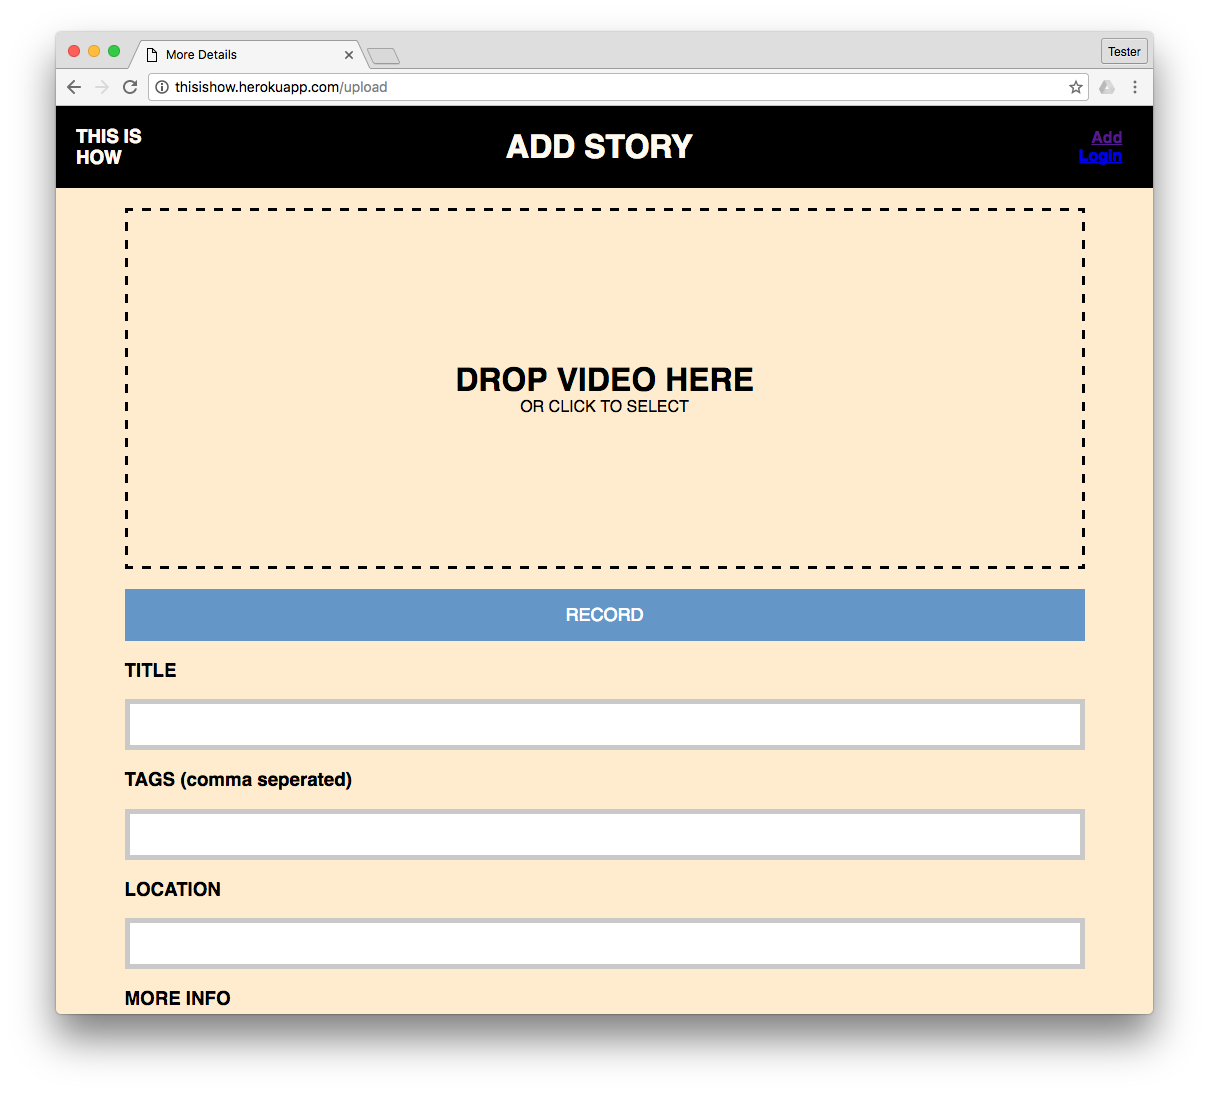 More Details
Tester
thisishow.herokuapp.com/upload
THIS IS
HOW
ADD STORY
Add
Login
DROP VIDEO HERE
OR CLICK TO SELECT
RECORD
TITLE
TAGS (comma seperated)
LOCATION
MORE INFO